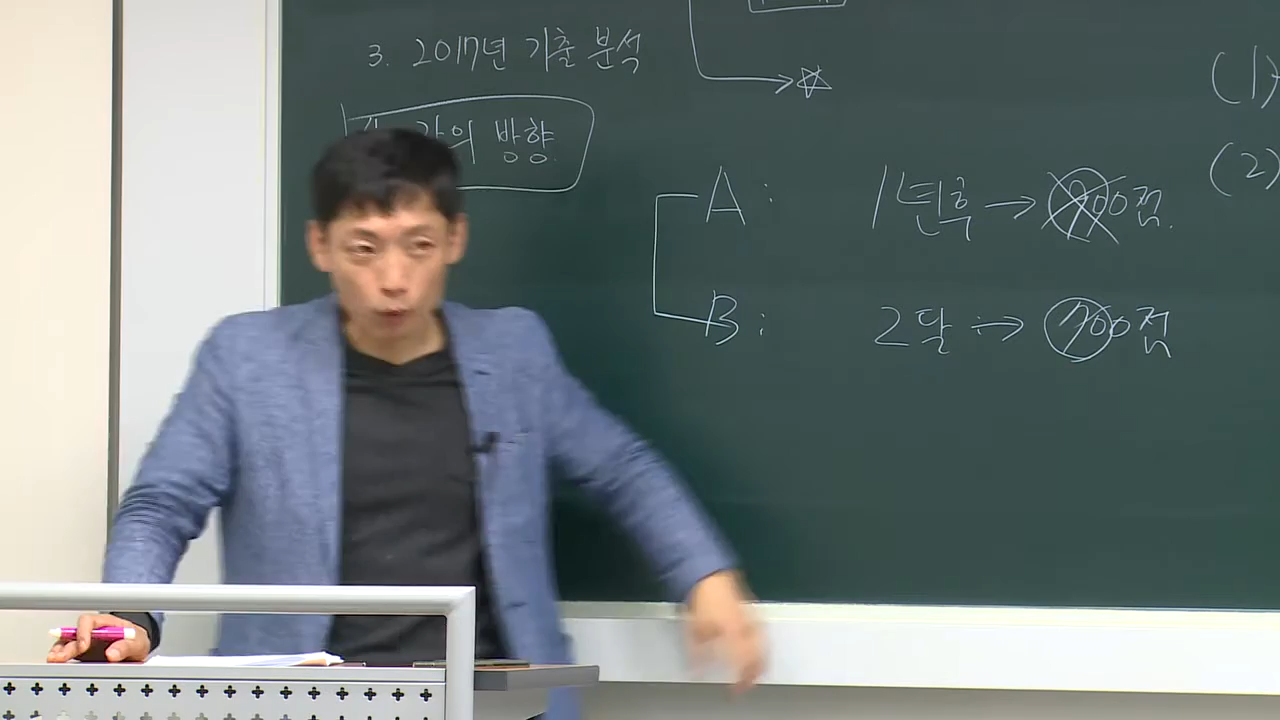 3. 2017년 기출 분석
강의 방향
(1)
(2)
A : 1년후 → 900점.
B : 2달 → 700점